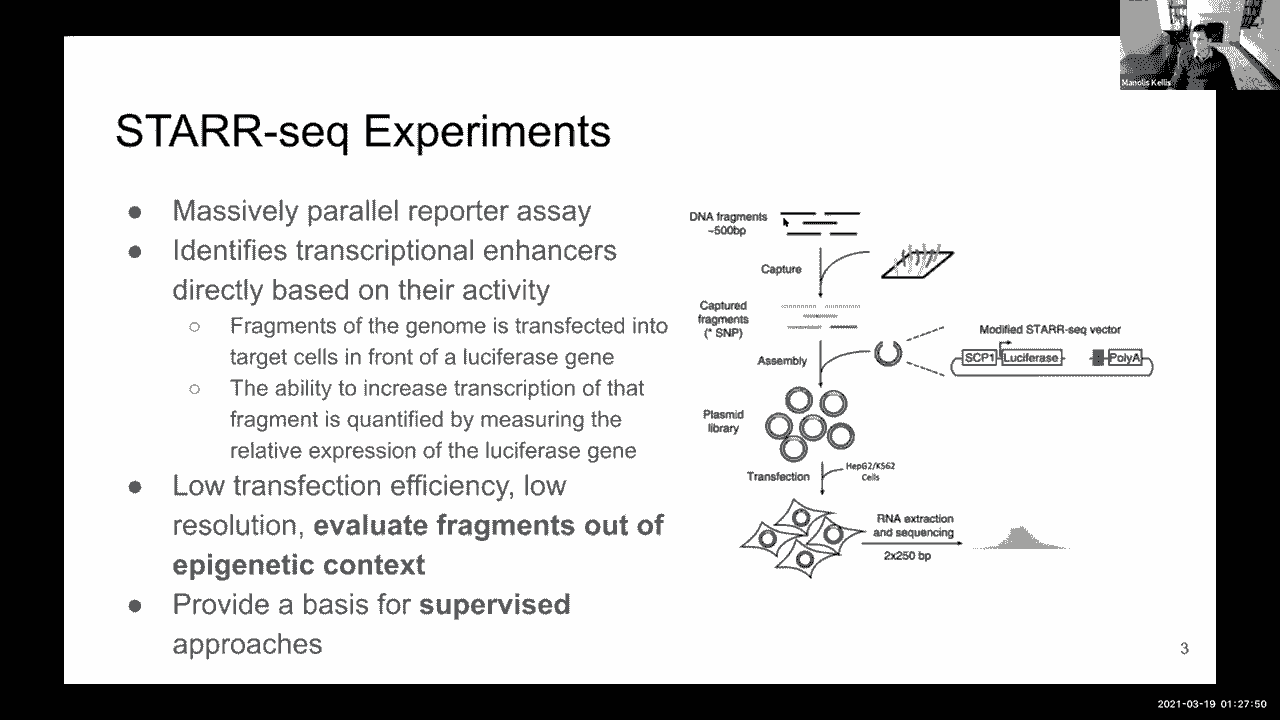 Manolis Kellis
STARR-seq Experiments
● Massively parallel reporter assay
● Identifies transcriptional enhancers
directly based on their activity
○ Fragments of the genome is transfected into
target cells in front of a luciferase gene
○ The ability to increase transcription of that
fragment is quantified by measuring the
relative expression of the luciferase gene
● Low transfection efficiency, low
resolution, evaluate fragments out of
epigenetic context
● Provide a basis for supervised
approaches
DNA fragments
~500bp
Capture
Captured
fragments
(* SNP)
Modified STARR-seq vector
SCP1 Luciferase PolyA
Assembly
Plasmid
library
Transfection
HepG2/K562
Cells
RNA extraction
and sequencing
2x250 bp
3
2021-03-19 01:27:50